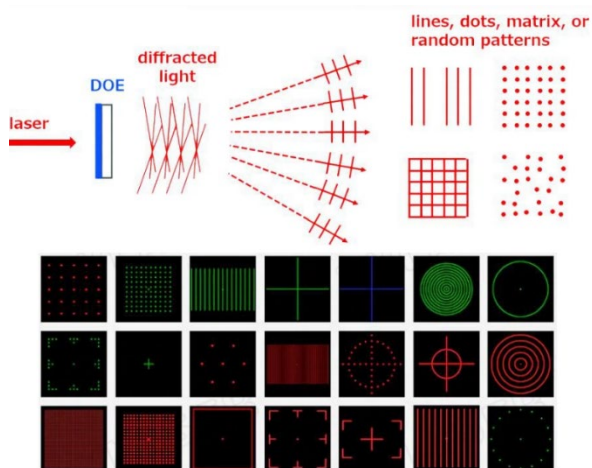 lines, dots, matrix, or
random patterns
diffracted
light
DOE
laser